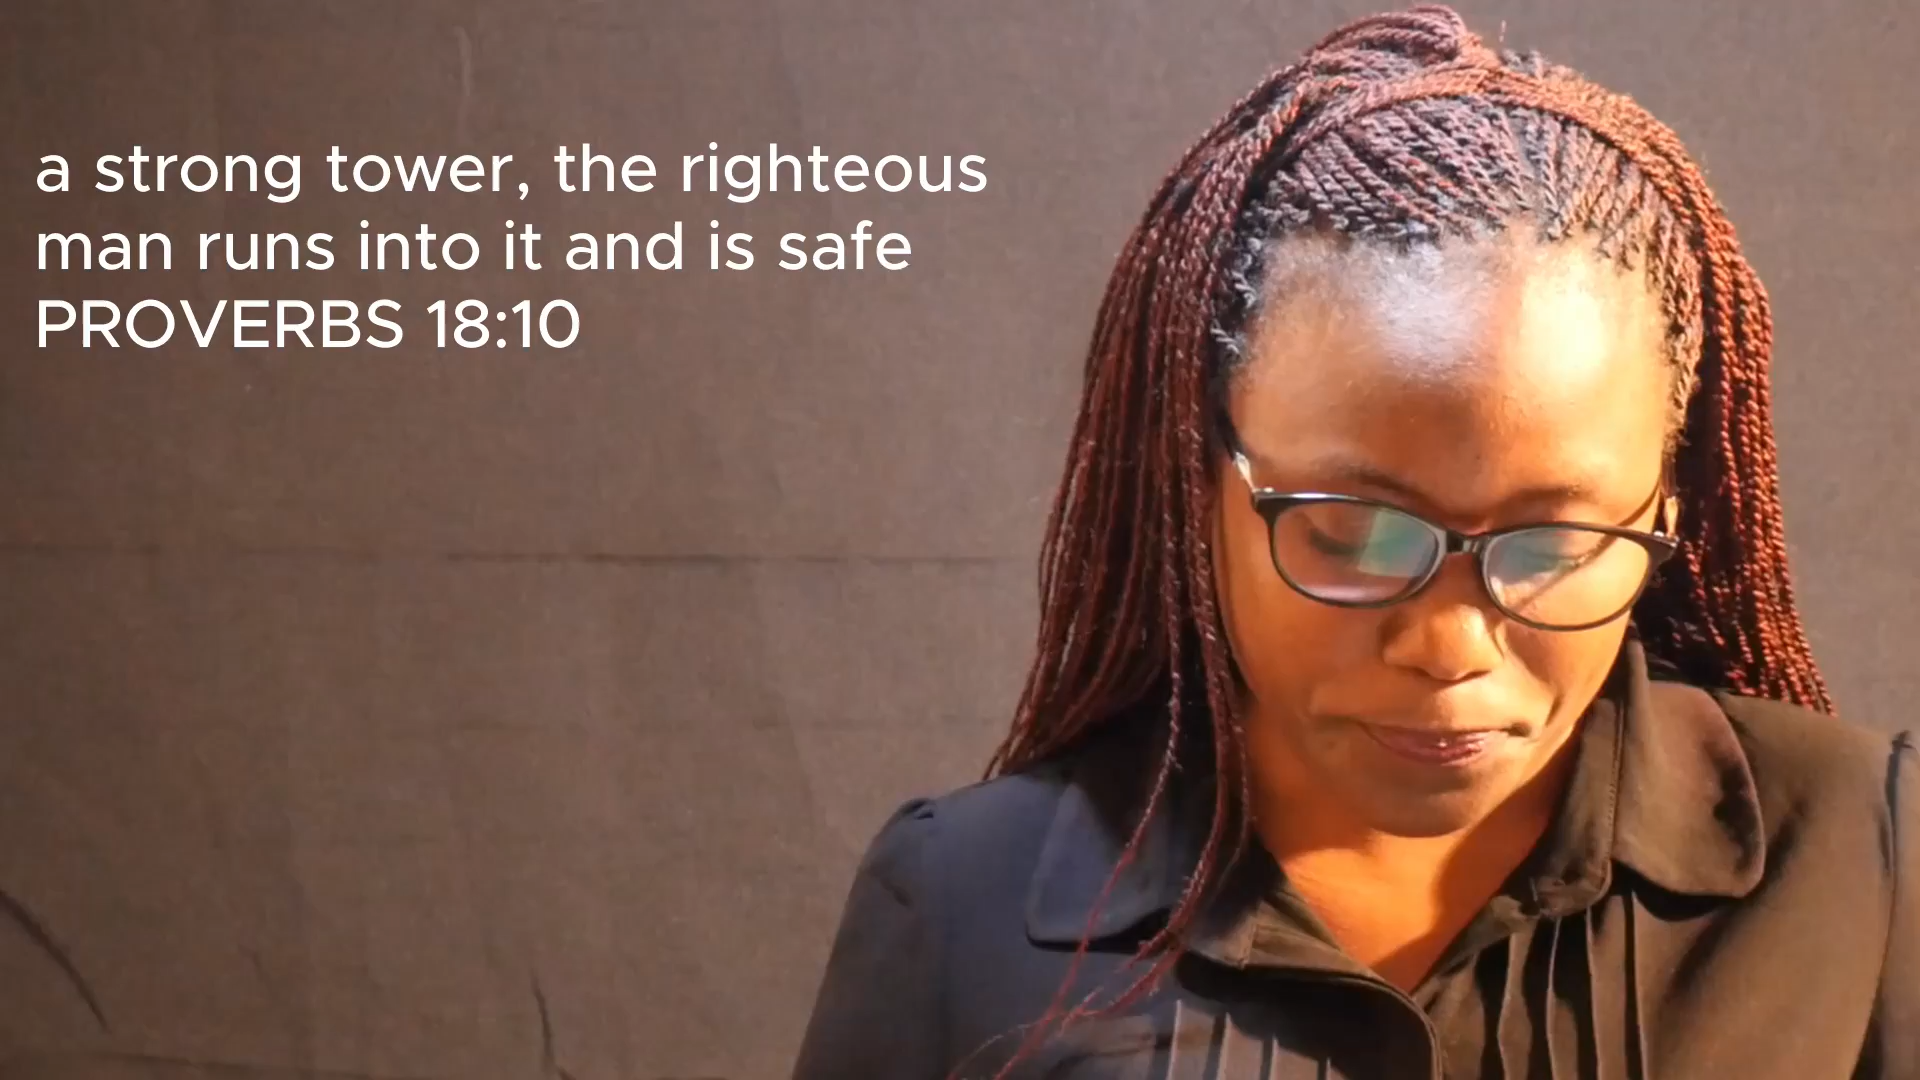 a strong tower, the righteous
man runs into it and is safe
PROVERBS 18:10